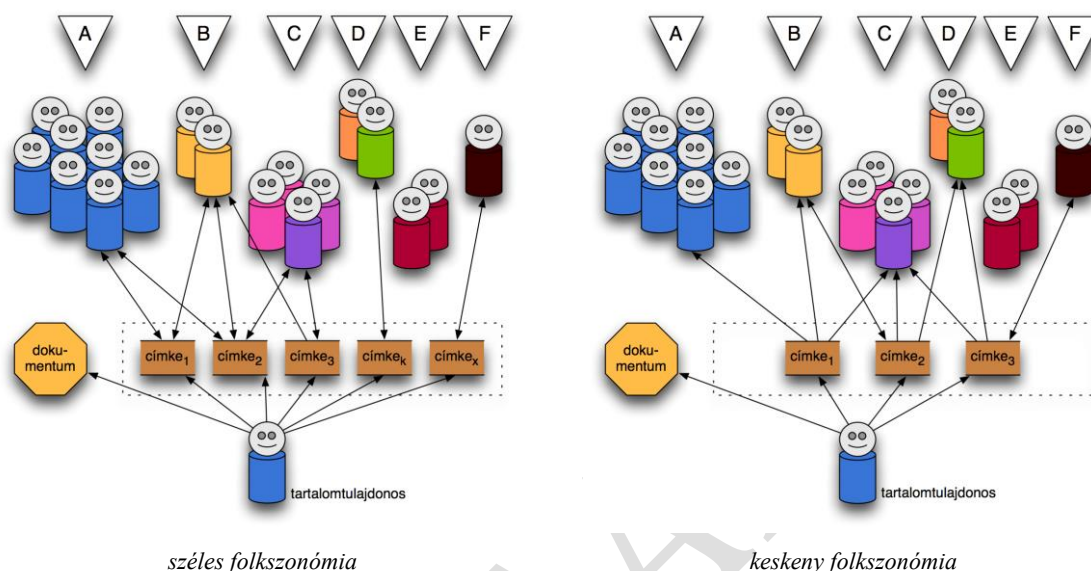 A B C D E F
A B C D E F
doku-
mentum
címke1 címke2 címke3 címkek címkex
doku-
mentum
címke1 címke2 címke3
tartalomtulajdonos
tartalomtulajdonos
széles folkszonómia
keskeny folkszonómia